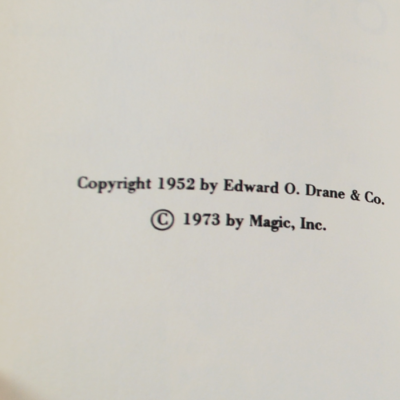 Copyright 1952 by Edward O. Drane & Co.
© 1973 by Magic, Inc.